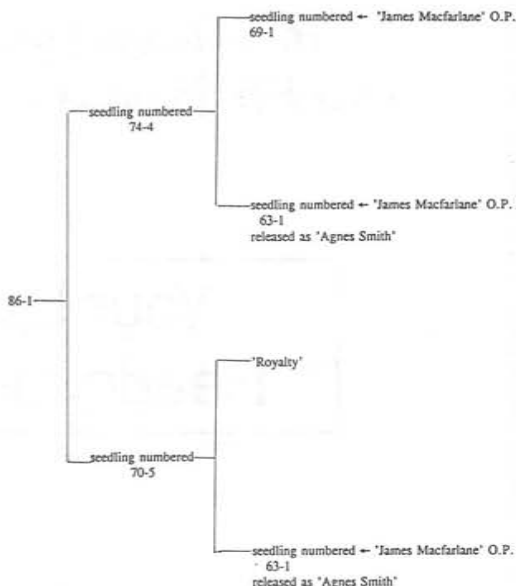 seedling numbered ← "James Macfarlane" O.P.
69-1
seedling numbered
74-4
seedling numbered ← "James Macfarlane" O.P.
63-1
released as "Agnes Smith"
86-1
"Royalty"
seedling numbered
70-5
seedling numbered ← "James Macfarlane" O.P.
63-1
released as "Agnes Smith"